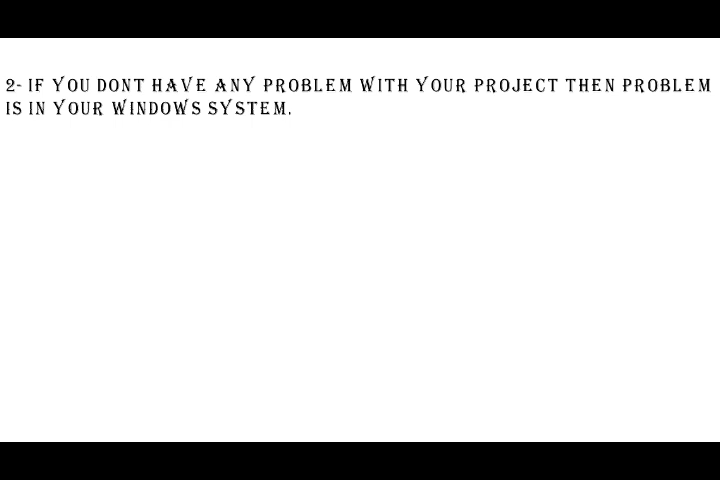 2- IF YOU DONT HAVE ANY PROBLEM WITH YOUR PROJECT THEN PROBLEM
IS IN YOUR WINDOWS SYSTEM.